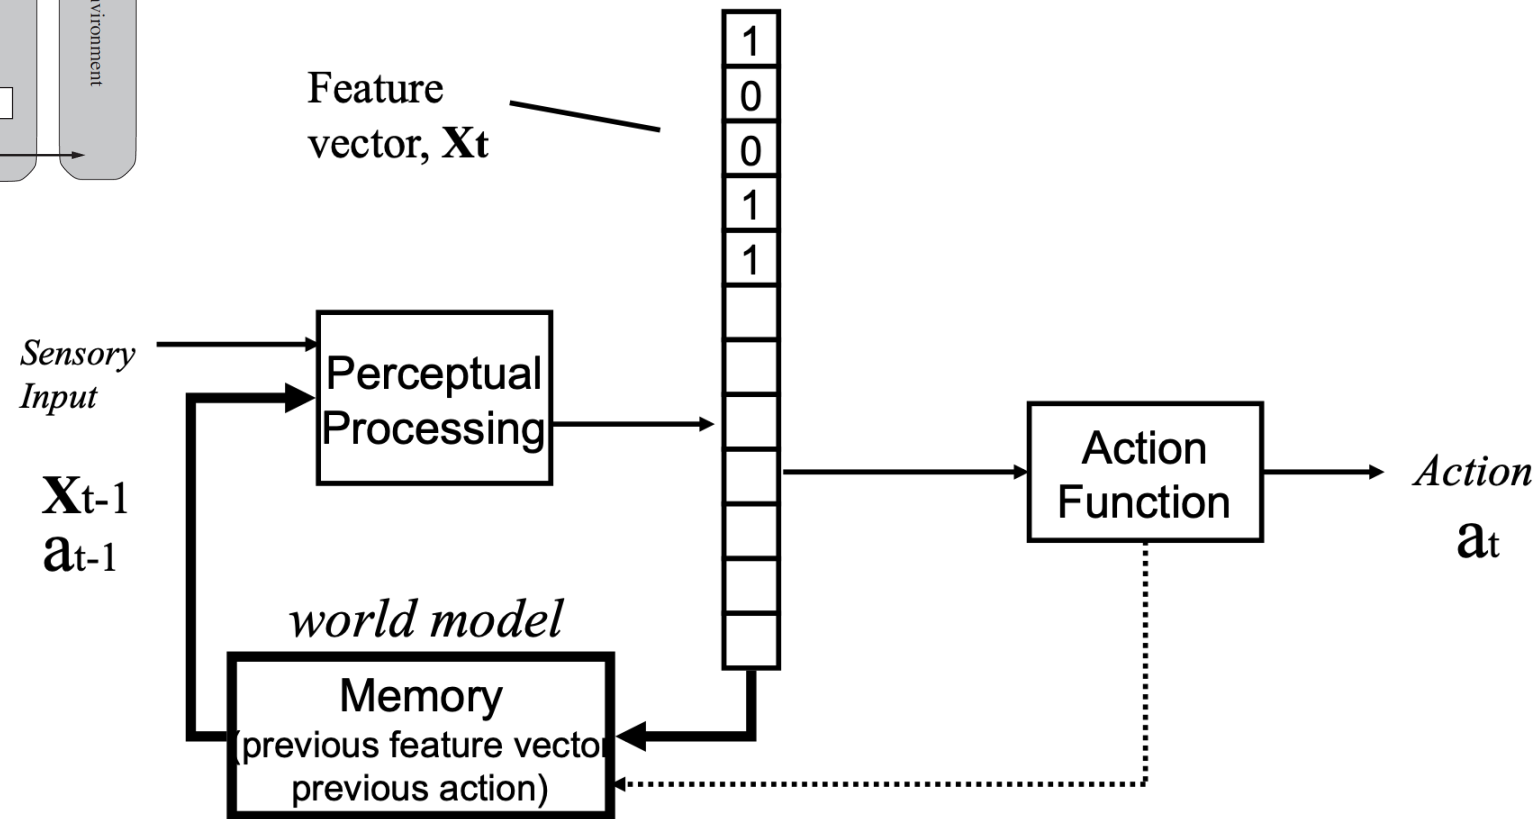 vironment
1
0
0
1
1
Feature
vector, Xt
Sensory
Input
Perceptual
Processing
Xt-1
at-1
Action
Function
Action
at
world model
Memory
(previous feature vector
previous action)